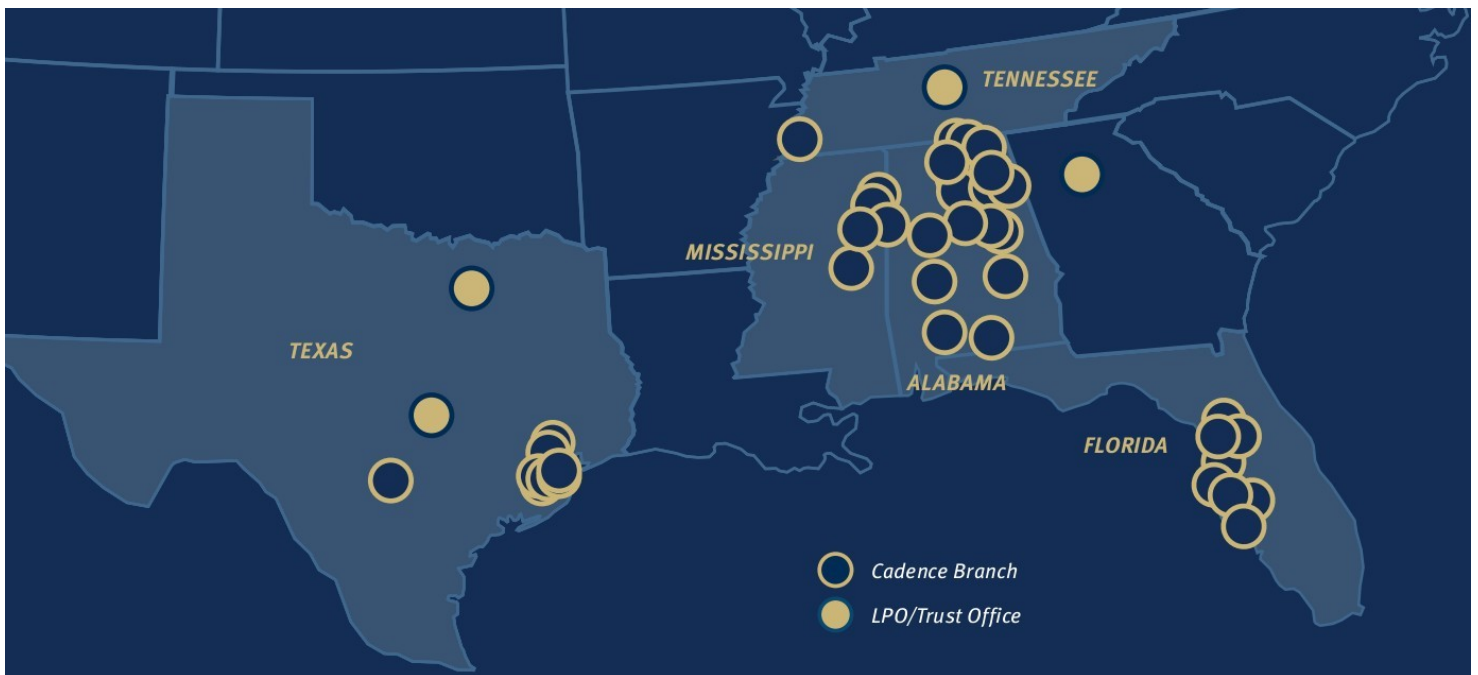 TENNESSEE
MISSISSIPPI
TEXAS
ALABAMA
FLORIDA
Cadence Branch
LPO/Trust Office